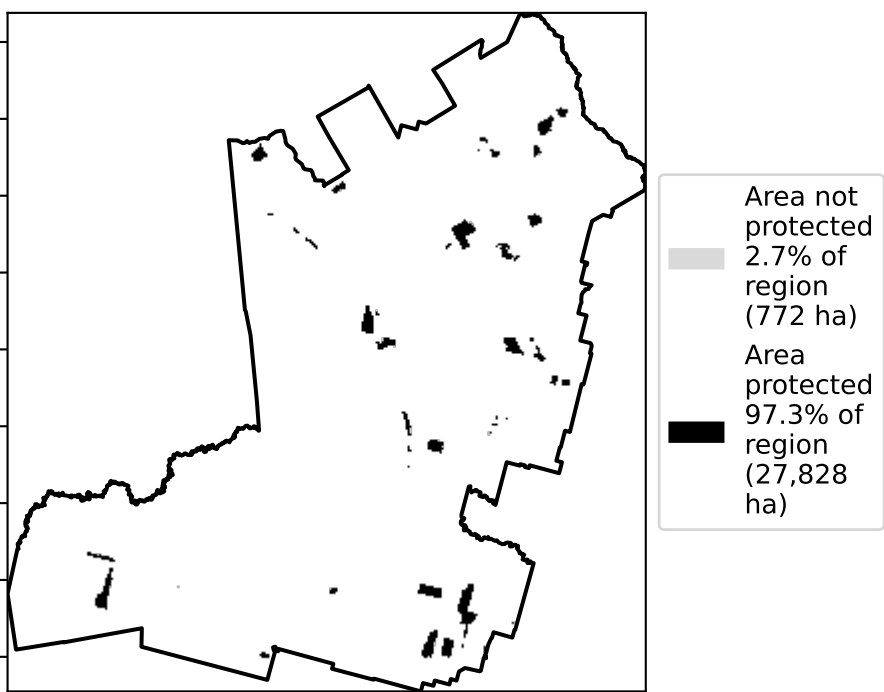 Area not
protected
2.7% of
region
(772 ha)
Area
protected
97.3% of
region
(27,828
ha)